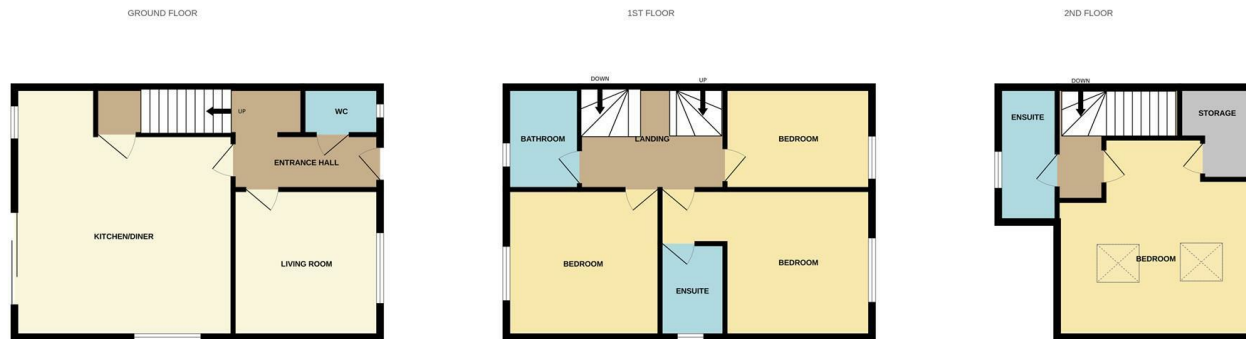 GROUND FLOOR
UP
WC
ENTRANCE HALL
KITCHEN/DINER
LIVING ROOM
1ST FLOOR
DOWN
UP
BATHROOM
LANDING
BEDROOM
BEDROOM
BEDROOM
ENSUITE
2ND FLOOR
DOWN
ENSUITE
STORAGE
BEDROOM